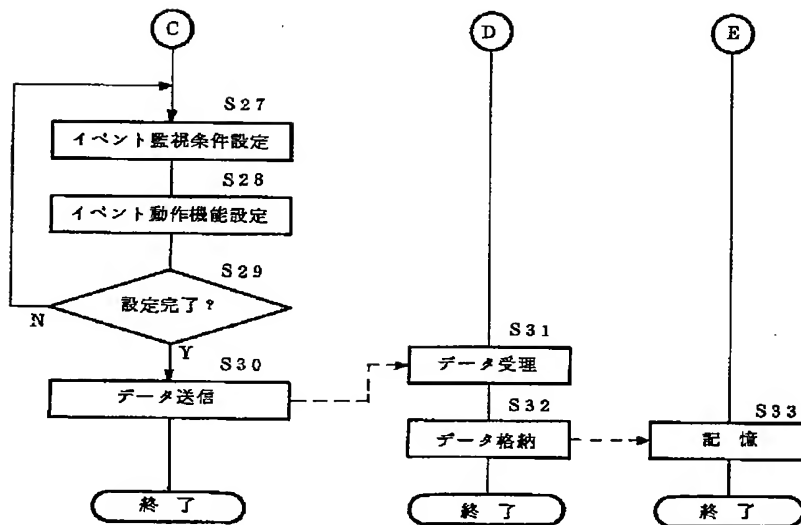 C
D
E
S27
イベント監視条件設定
S28
イベント動作機能設定
S29
設定完了?
N
Y
S30
データ送信
終了
S31
データ受理
S32
データ格納
終了
S33
記憶
終了